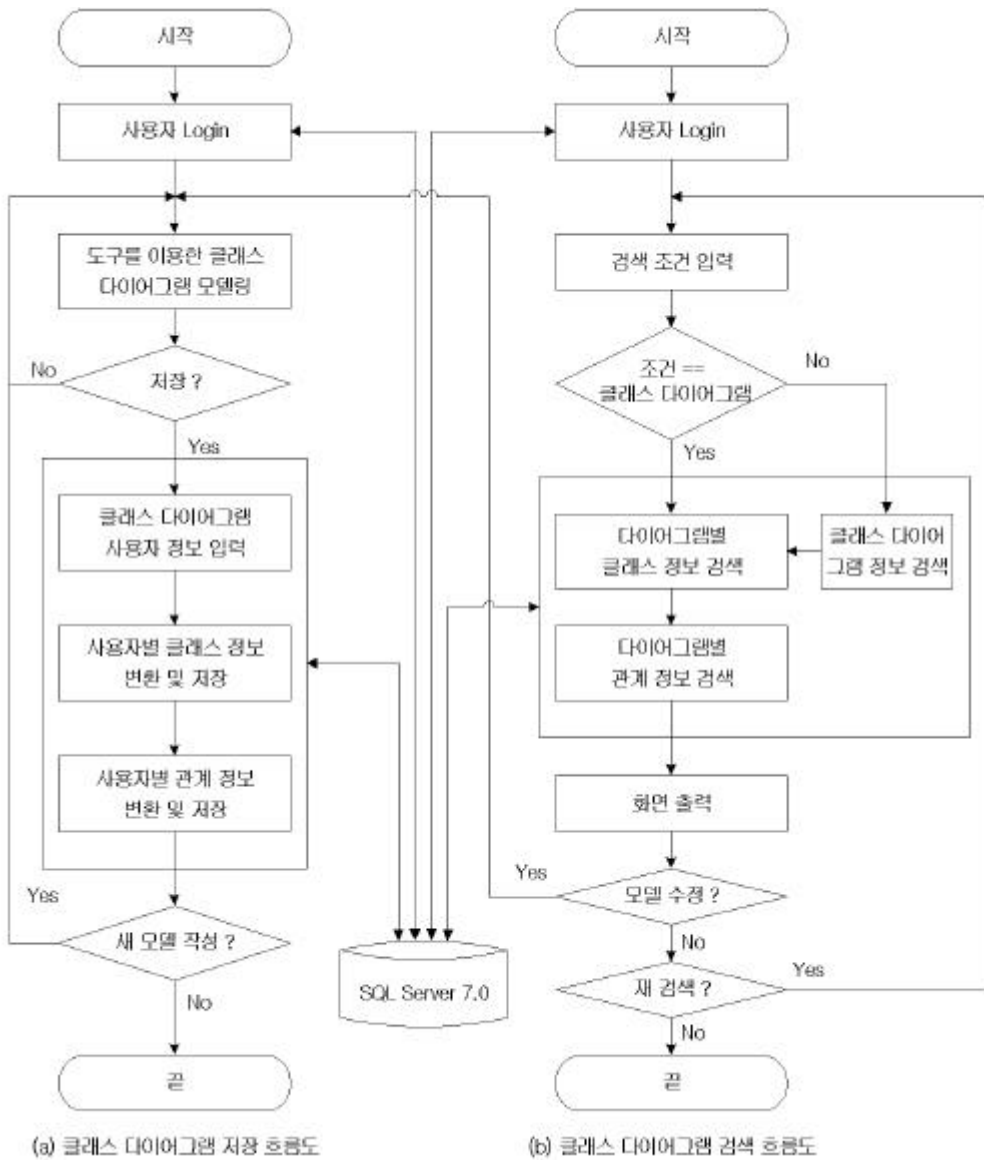 시작
사용자 Login
도구를 이용한 클래스
다이어그램 모델링
No
저장 ?
Yes
클래스 다이어그램
사용자 정보 입력
사용자별 클래스 정보
변환 및 저장
사용자별 관계 정보
변환 및 저장
Yes
새 모델 작성 ?
No
끝
(a) 클래스 다이어그램 저장 흐름도
SQL Server 7.0
시작
사용자 Login
검색 조건 입력
조건 ==
클래스 다이어그램
No
Yes
다이어그램별
클래스 정보 검색
클래스 다이어
그램 정보 검색
다이어그램별
관계 정보 검색
화면 출력
Yes
모델 수정 ?
No
재 검색 ?
Yes
No
끝
(b) 클래스 다이어그램 검색 흐름도